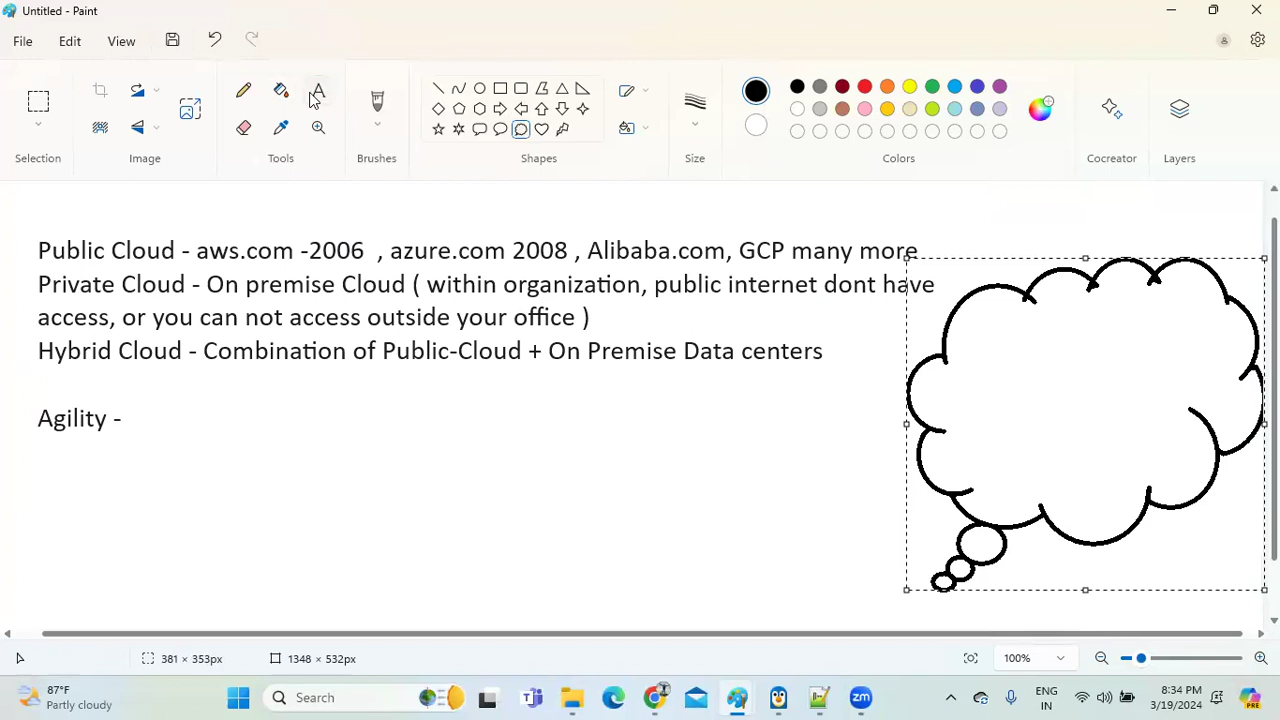 Untitled - Paint
File Edit View
Selection Image Tools Brushes Shapes Size Colors Cocreator Layers
Public Cloud - aws.com -2006 , azure.com 2008 , Alibaba.com, GCP many more
Private Cloud - On premise Cloud ( within organization, public internet dont have
access, or you can not access outside your office )
Hybrid Cloud - Combination of Public-Cloud + On Premise Data centers
Agility -
381 × 353px 1348 × 532px 100%
87°F ENG 8:34 PM
Partly cloudy Search IN 3/19/2024 PRE